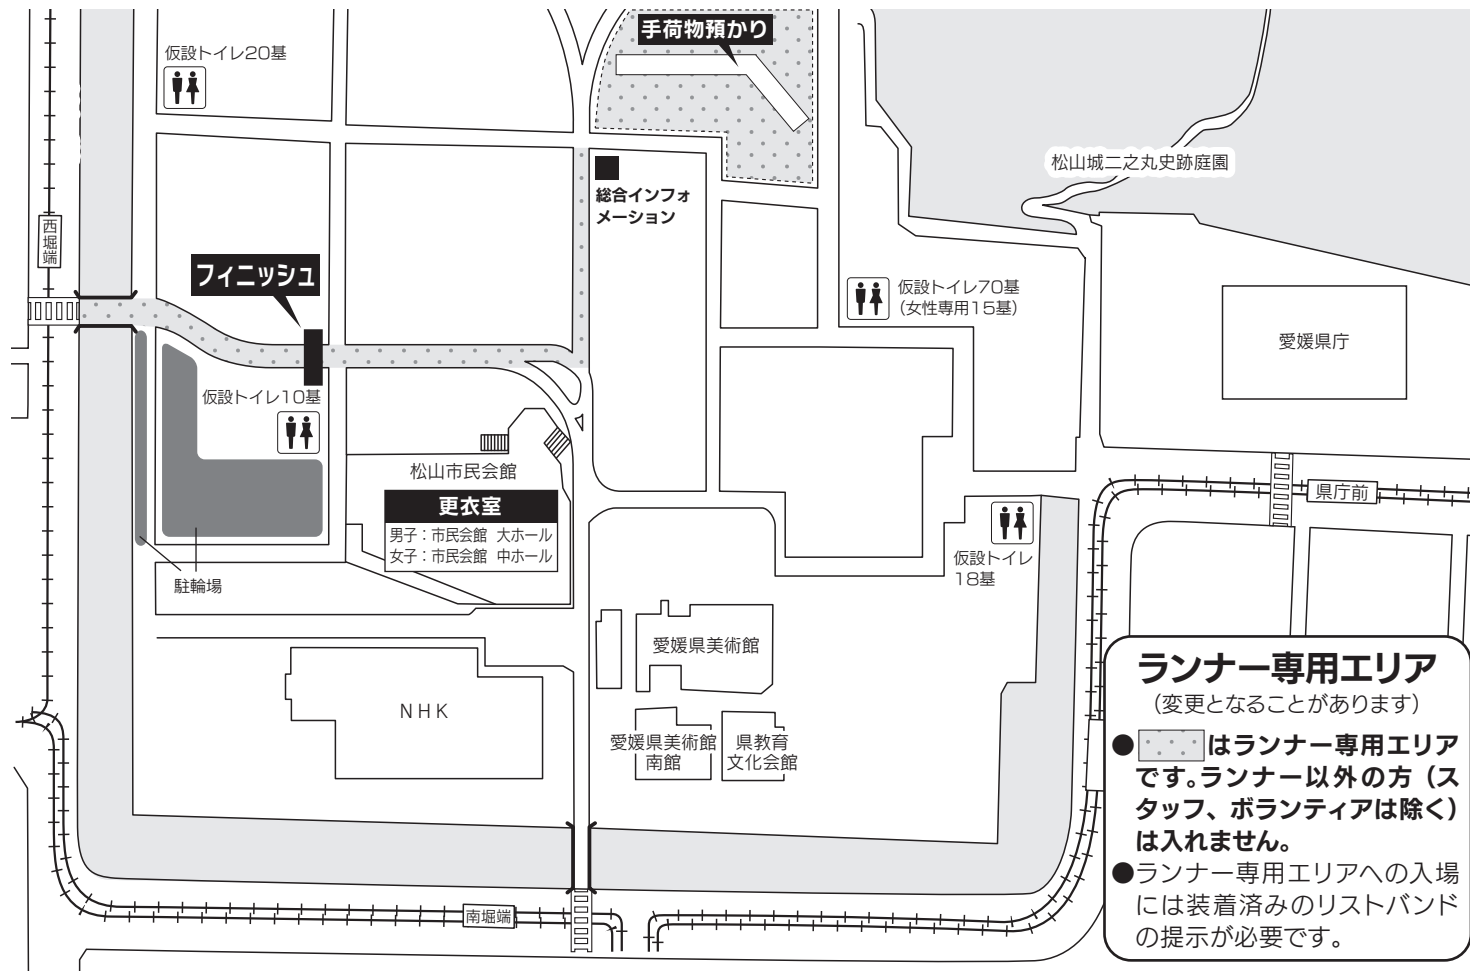 手荷物預かり
仮設トイレ20基
松山城二之丸史跡庭園
総合インフォ
メーション
西堀端
フィニッシュ
仮設トイレ70基
（女性専用15基）
愛媛県庁
仮設トイレ10基
松山市民会館
更衣室
男子：市民会館 大ホール
女子：市民会館 中ホール
県庁前
仮設トイレ
18基
駐輪場
愛媛県美術館
NHK
愛媛県美術館
南館
県教育
文化会館
南堀端
ランナー専用エリア
（変更となることがあります）
●はランナー専用エリア
です。ランナー以外の方（ス
タッフ、ボランティアは除く）
は入れません。
●ランナー専用エリアへの入場
には装着済みのリストバンド
の提示が必要です。